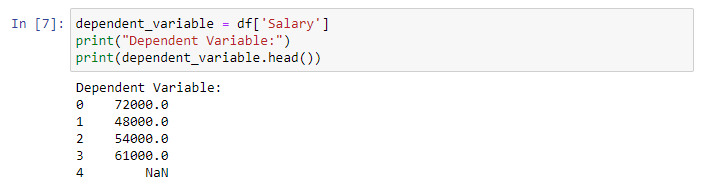 In [7]: dependent_variable = df['Salary']
print("Dependent Variable:")
print(dependent_variable.head())
Dependent Variable:
0    72000.0
1    48000.0
2    54000.0
3    61000.0
4        NaN